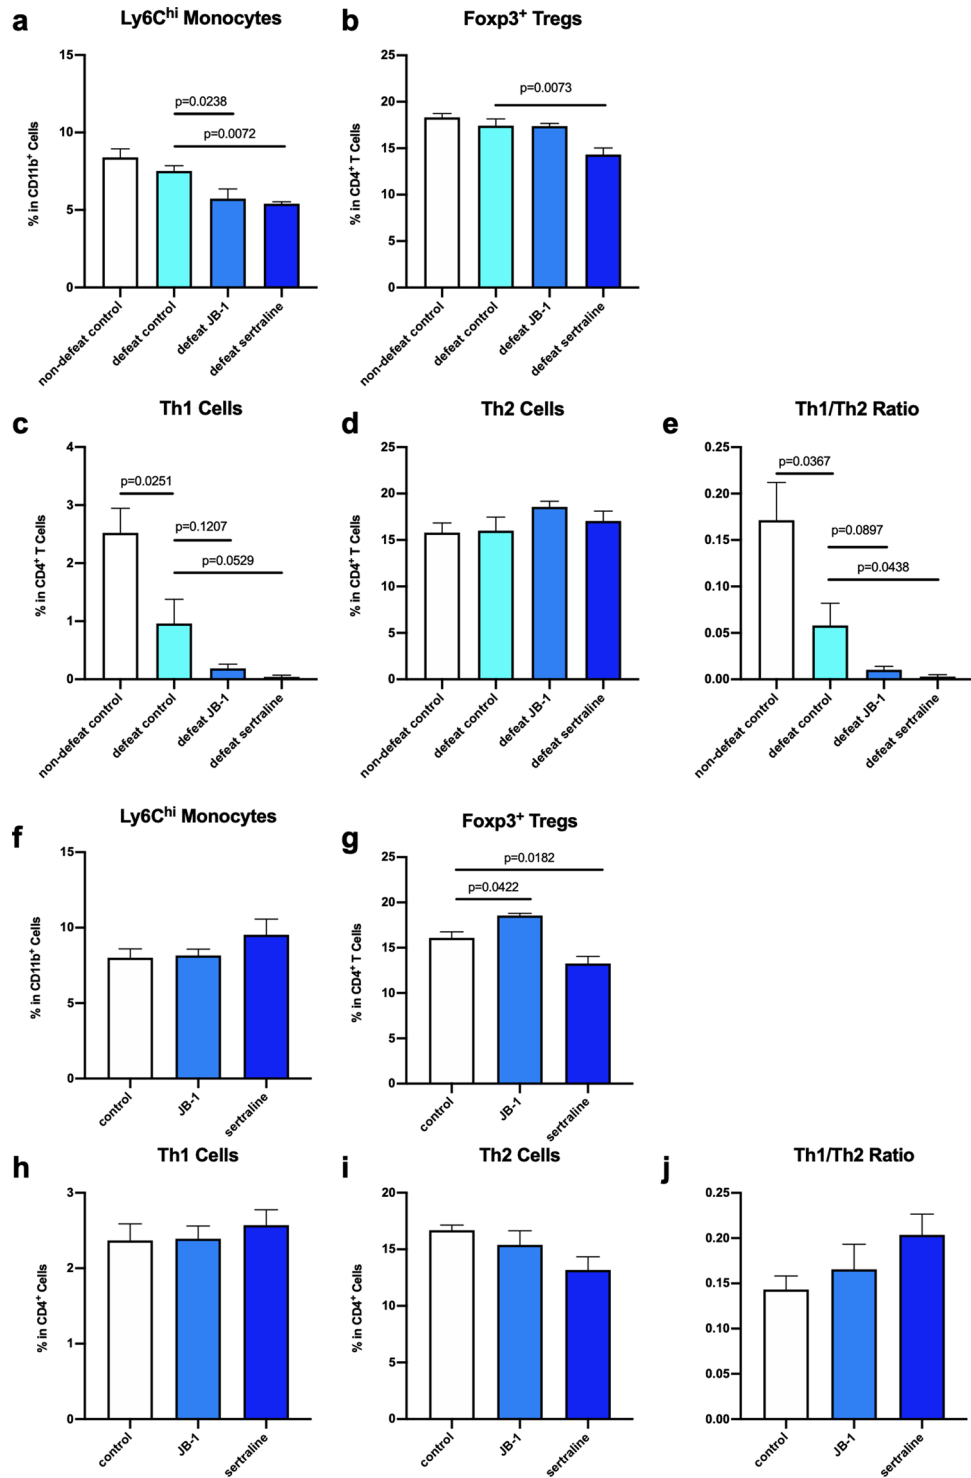 a
Ly6Chi Monocytes
15
10
5
0
% in CD11b+ Cells
p=0.0238
p=0.0072
non-defeat control
defeat control
defeat JB-1
defeat sertraline
b
Foxp3+ Tregs
25
20
15
10
5
0
% in CD4+ T Cells
p=0.0073
non-defeat control
defeat control
defeat JB-1
defeat sertraline
c
Th1 Cells
4
3
2
1
0
% in CD4+ T Cells
p=0.0251
p=0.1207
p=0.0529
non-defeat control
defeat control
defeat JB-1
defeat sertraline
d
Th2 Cells
25
20
15
10
5
0
% in CD4+ T Cells
non-defeat control
defeat control
defeat JB-1
defeat sertraline
e
Th1/Th2 Ratio
0.25
0.20
0.15
0.10
0.05
0.00
p=0.0367
p=0.0897
p=0.0438
non-defeat control
defeat control
defeat JB-1
defeat sertraline
f
Ly6Chi Monocytes
15
10
5
0
% in CD11b+ Cells
control
JB-1
sertraline
g
Foxp3+ Tregs
25
20
15
10
5
0
% in CD4+ T Cells
p=0.0182
p=0.0422
control
JB-1
sertraline
h
Th1 Cells
3
2
1
0
% in CD4+ Cells
control
JB-1
sertraline
i
Th2 Cells
20
15
10
5
0
% in CD4+ Cells
control
JB-1
sertraline
j
Th1/Th2 Ratio
0.25
0.20
0.15
0.10
0.05
0.00
control
JB-1
sertraline